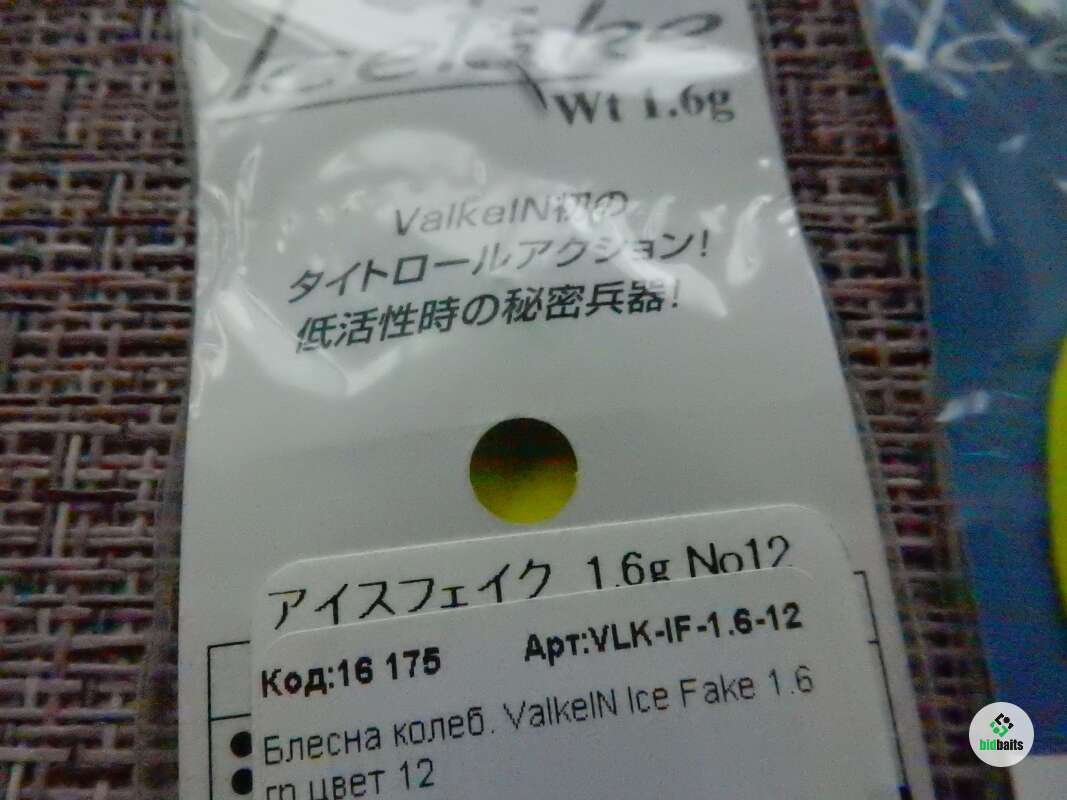 Ice Fake
Wt 1.6g
ValkeIN初の
タイトロールアクション!
低活性時の秘密兵器!
アイスフェイク 1.6g No12
Код:16 175 Арт:VLK-IF-1.6-12
Блесна колеб. ValkeIN Ice Fake 1.6
гр цвет 12
Ice
bidbaits